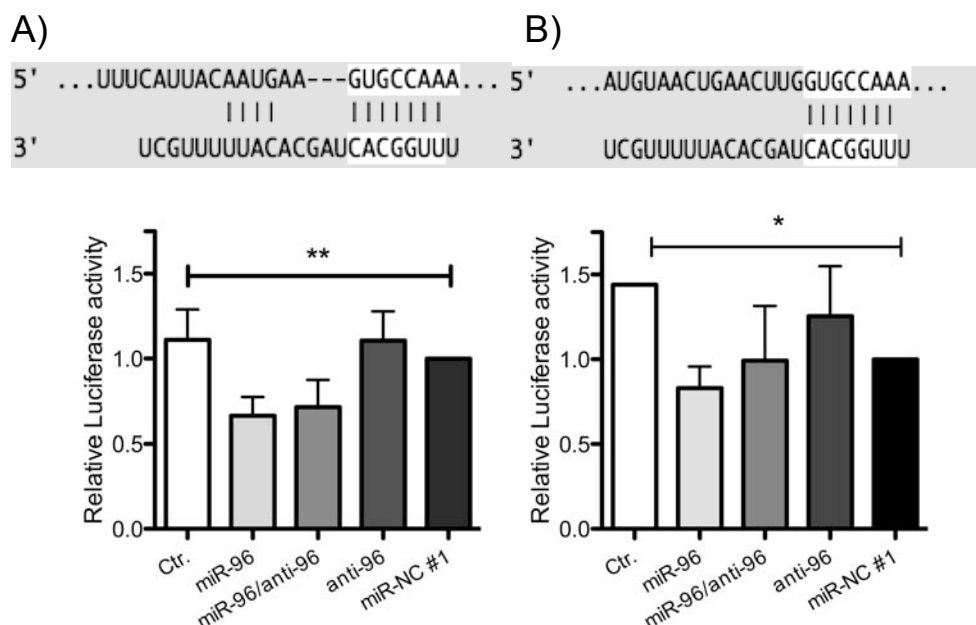 A)
5' ...UUUCAUUACAAUGAA---GUGCCAAA...
||||  |||||||
3' UCGUUUUUACACGAUCACGGUUU
Relative Luciferase activity
1.5
1.0
0.5
0.0
**
Ctr.
miR-96
miR-96/anti-96
anti-96
miR-NC #1
B)
5' ...AUGUAACUGAACUUGGUGCCAAA...
|||||||
3' UCGUUUUUACACGAUCACGGUUU
Relative Luciferase activity
1.5
1.0
0.5
0.0
*
Ctr.
miR-96
miR-96/anti-96
anti-96
miR-NC #1